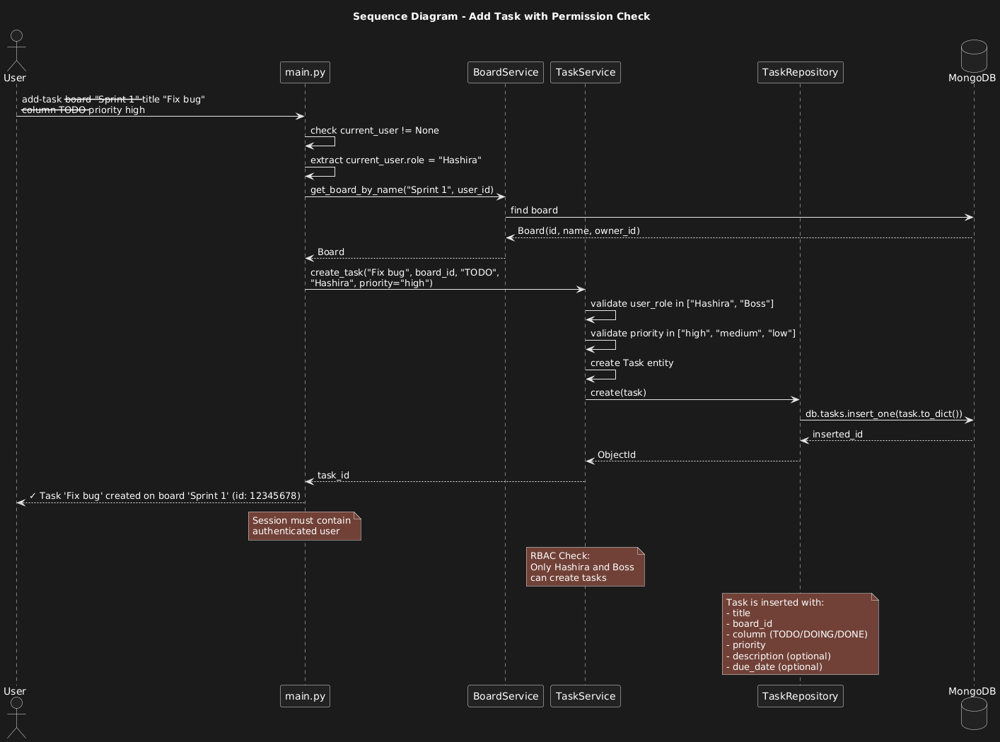 Sequence Diagram - Add Task with Permission Check
User
main.py
BoardService
TaskService
TaskRepository
MongoDB
add-task board "Sprint 1" title "Fix bug"
column TODO priority high
check current_user != None
extract current_user.role = "Hashira"
get_board_by_name("Sprint 1", user_id)
find board
Board(id, name, owner_id)
Board
create_task("Fix bug", board_id, "TODO",
"Hashira", priority="high")
validate user_role in ["Hashira", "Boss"]
validate priority in ["high", "medium", "low"]
create Task entity
create(task)
db.tasks.insert_one(task.to_dict())
inserted_id
ObjectId
task_id
✓ Task 'Fix bug' created on board 'Sprint 1' (id: 12345678)
Session must contain
authenticated user
RBAC Check:
Only Hashira and Boss
can create tasks
Task is inserted with:
- title
- board_id
- column (TODO/DOING/DONE)
- priority
- description (optional)
- due_date (optional)
User
main.py
BoardService
TaskService
TaskRepository
MongoDB